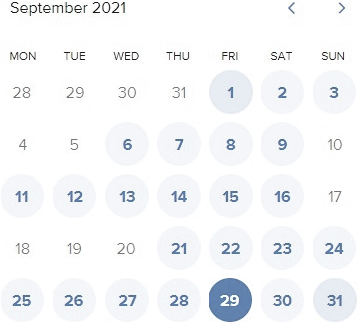 September 2021 < >
MON TUE WED THU FRI SAT SUN
28 29 30 31 1 2 3
4 5 6 7 8 9 10
11 12 13 14 15 16 17
18 19 20 21 22 23 24
25 26 27 28 29 30 31